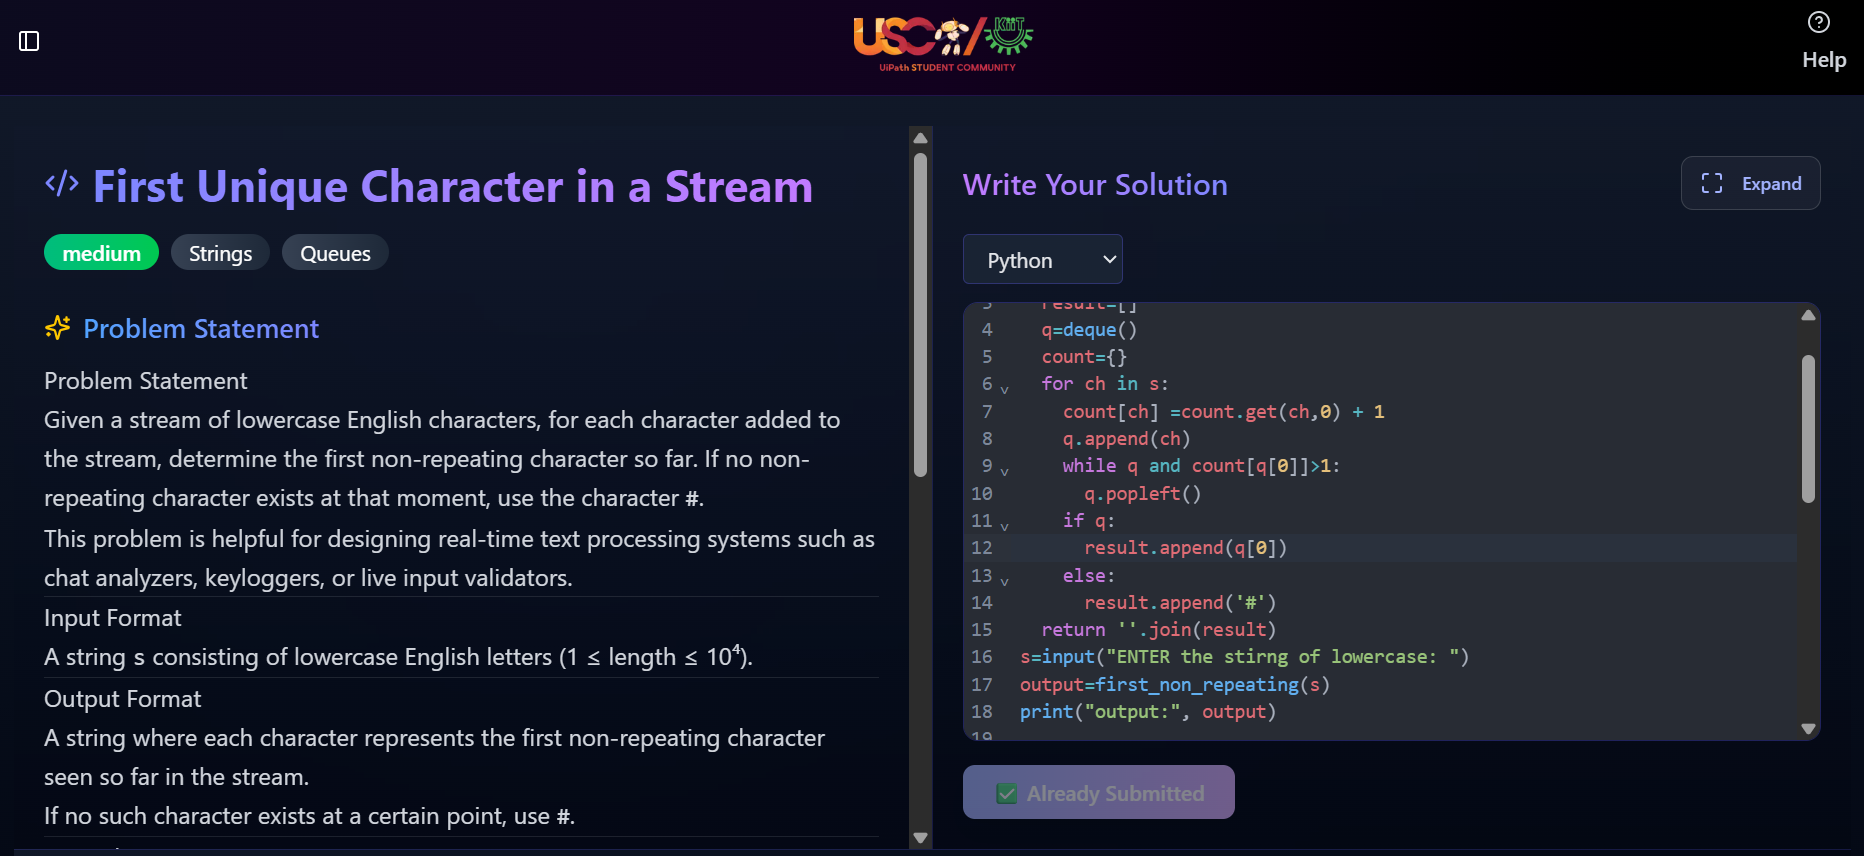 USC/KiiT
UiPath STUDENT COMMUNITY
Help
</> First Unique Character in a Stream
medium Strings Queues
Problem Statement
Problem Statement
Given a stream of lowercase English characters, for each character added to
the stream, determine the first non-repeating character so far. If no non-
repeating character exists at that moment, use the character #.
This problem is helpful for designing real-time text processing systems such as
chat analyzers, keyloggers, or live input validators.
Input Format
A string s consisting of lowercase English letters (1 ≤ length ≤ 10⁴).
Output Format
A string where each character represents the first non-repeating character
seen so far in the stream.
If no such character exists at a certain point, use #.
Write Your Solution
Expand
Python
3 result=[]
4 q=deque()
5 count={}
6 for ch in s:
7 count[ch] =count.get(ch,0) + 1
8 q.append(ch)
9 while q and count[q[0]]>1:
10 q.popleft()
11 if q:
12 result.append(q[0])
13 else:
14 result.append('#')
15 return ''.join(result)
16 s=input("ENTER the stirng of lowercase: ")
17 output=first_non_repeating(s)
18 print("output:", output)
19
Already Submitted